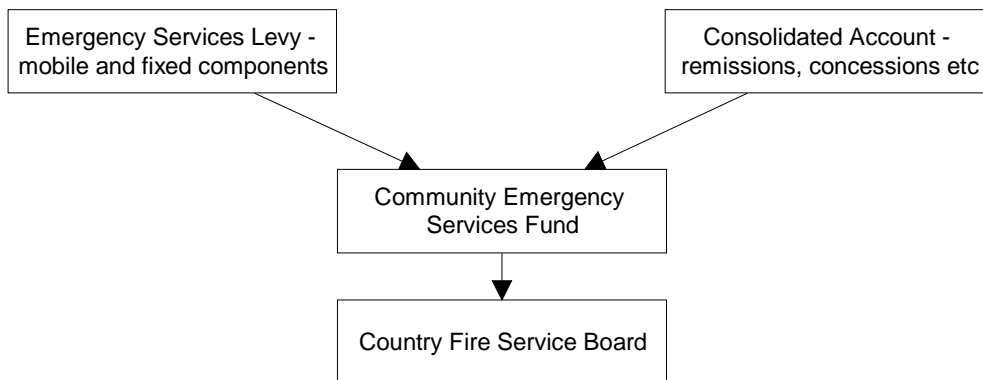 Emergency Services Levy -
mobile and fixed components
Consolidated Account -
remissions, concessions etc
Community Emergency
Services Fund
Country Fire Service Board